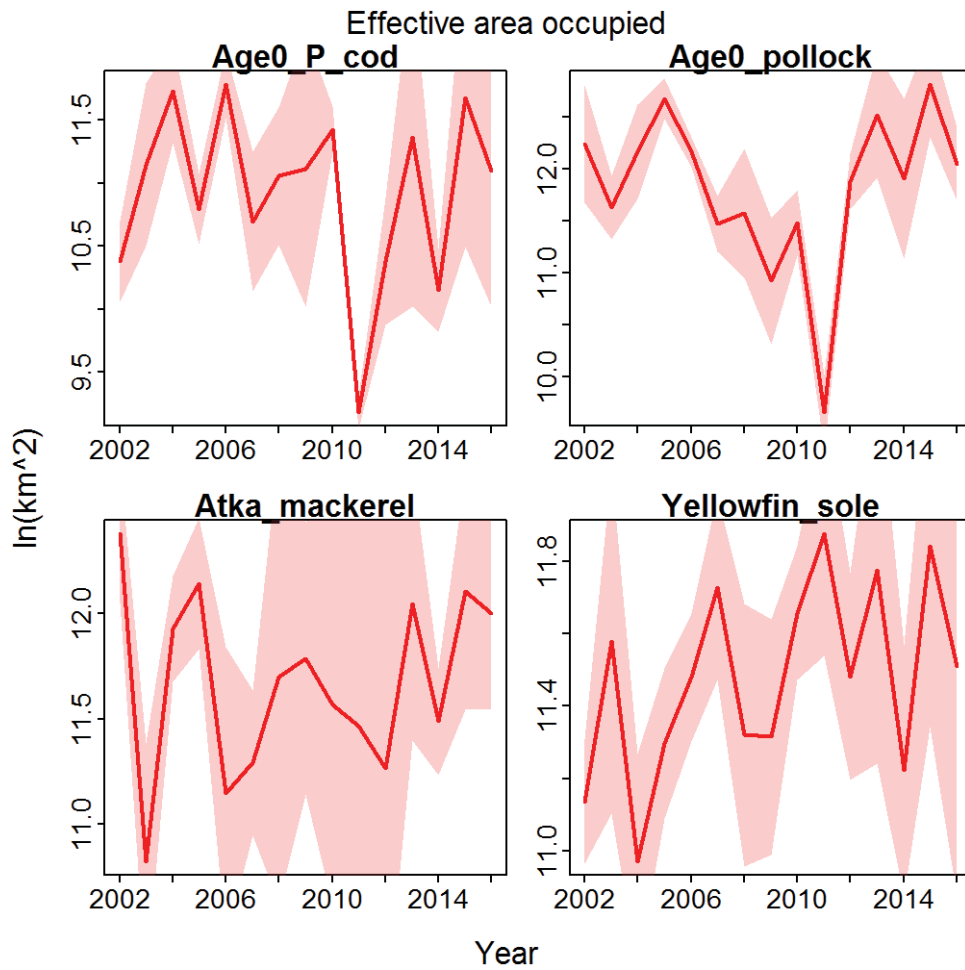 Effective area occupied
Age0_P_cod
Age0_pollock
11.5
10.5
9.5
12.0
11.0
10.0
2002 2006 2010 2014
2002 2006 2010 2014
Atka_mackerel
Yellowfin_sole
12.0
11.5
11.0
11.8
11.4
11.0
2002 2006 2010 2014
2002 2006 2010 2014
ln(km^2)
Year